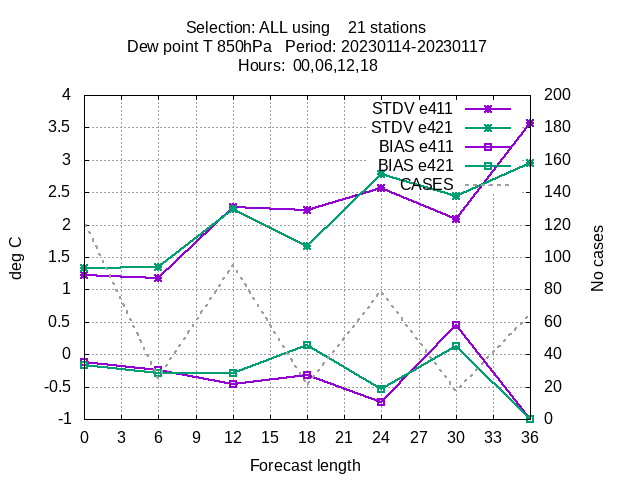 Selection: ALL using    21 stations
Dew point T 850hPa   Period: 20230114-20230117
Hours:  00,06,12,18
4
3.5
3
2.5
2
1.5
1
0.5
0
-0.5
-1
deg C
STDV e411
STDV e421
BIAS e411
BIAS e421
CASES
200
180
160
140
120
100
80
60
40
20
0
No cases
0 3 6 9 12 15 18 21 24 27 30 33 36
Forecast length